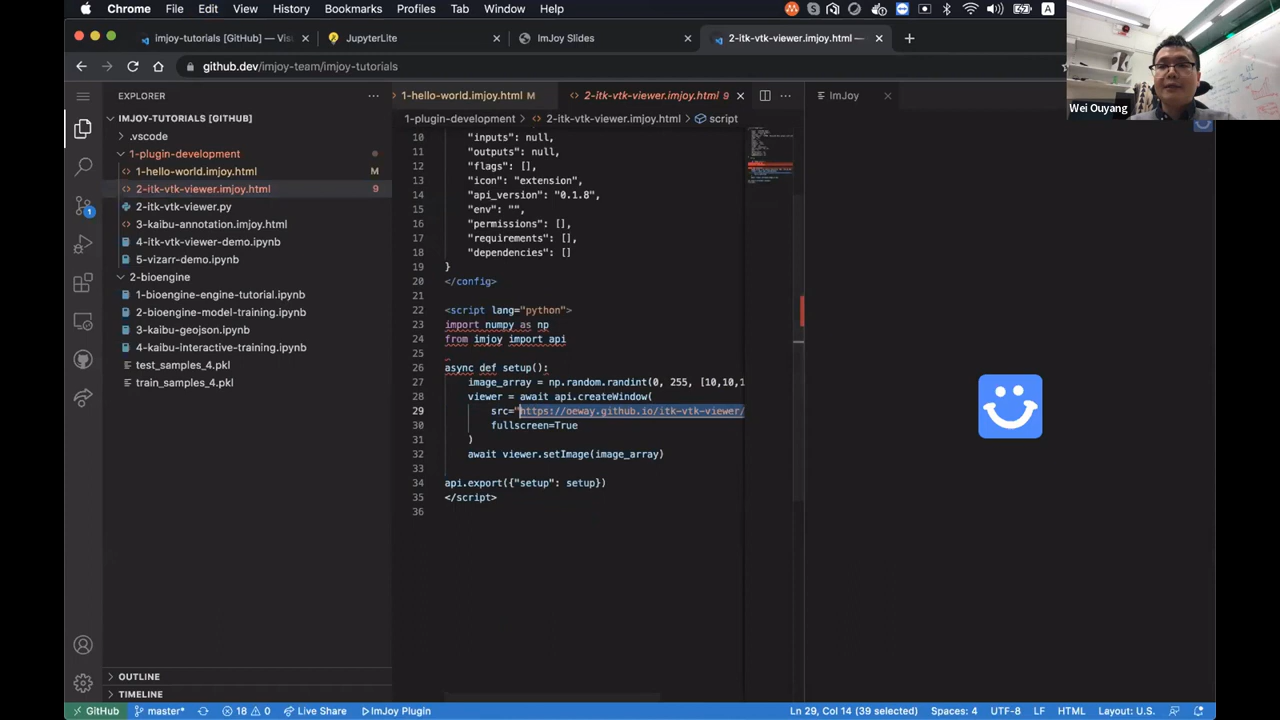 Chrome File Edit View History Bookmarks Profiles Tab Window Help A
imjoy-tutorials [GitHub] — Vis
JupyterLite
ImJoy Slides
2-itk-vtk-viewer.imjoy.html —
github.dev/imjoy-team/imjoy-tutorials
Wei Ouyang
EXPLORER
1-hello-world.imjoy.html M
2-itk-vtk-viewer.imjoy.html 9
ImJoy
IMJOY-TUTORIALS [GITHUB]
1-plugin-development > 2-itk-vtk-viewer.imjoy.html > script
.vscode
1-plugin-development
1-hello-world.imjoy.html M
2-itk-vtk-viewer.imjoy.html 9
2-itk-vtk-viewer.py
3-kaibu-annotation.imjoy.html
4-itk-vtk-viewer-demo.ipynb
5-vizarr-demo.ipynb
2-bioengine
1-bioengine-engine-tutorial.ipynb
2-bioengine-model-training.ipynb
3-kaibu-geojson.ipynb
4-kaibu-interactive-training.ipynb
test_samples_4.pkl
train_samples_4.pkl
10 "inputs": null,
11 "outputs": null,
12 "flags": [],
13 "icon": "extension",
14 "api_version": "0.1.8",
15 "env": "",
16 "permissions": [],
17 "requirements": [],
18 "dependencies": []
19 }
20 </config>
21
22 <script lang="python">
23 import numpy as np
24 from imjoy import api
25
26 async def setup():
27 image_array = np.random.randint(0, 255, [10,10,1
28 viewer = await api.createWindow(
29 src="https://oeway.github.io/itk-vtk-viewer/
30 fullscreen=True
31 )
32 await viewer.setImage(image_array)
33
34 api.export({"setup": setup})
35 </script>
36
OUTLINE
TIMELINE
GitHub master* 18 0 Live Share ImJoy Plugin Ln 29, Col 14 (39 selected) Spaces: 4 UTF-8 LF HTML Layout: U.S.
1